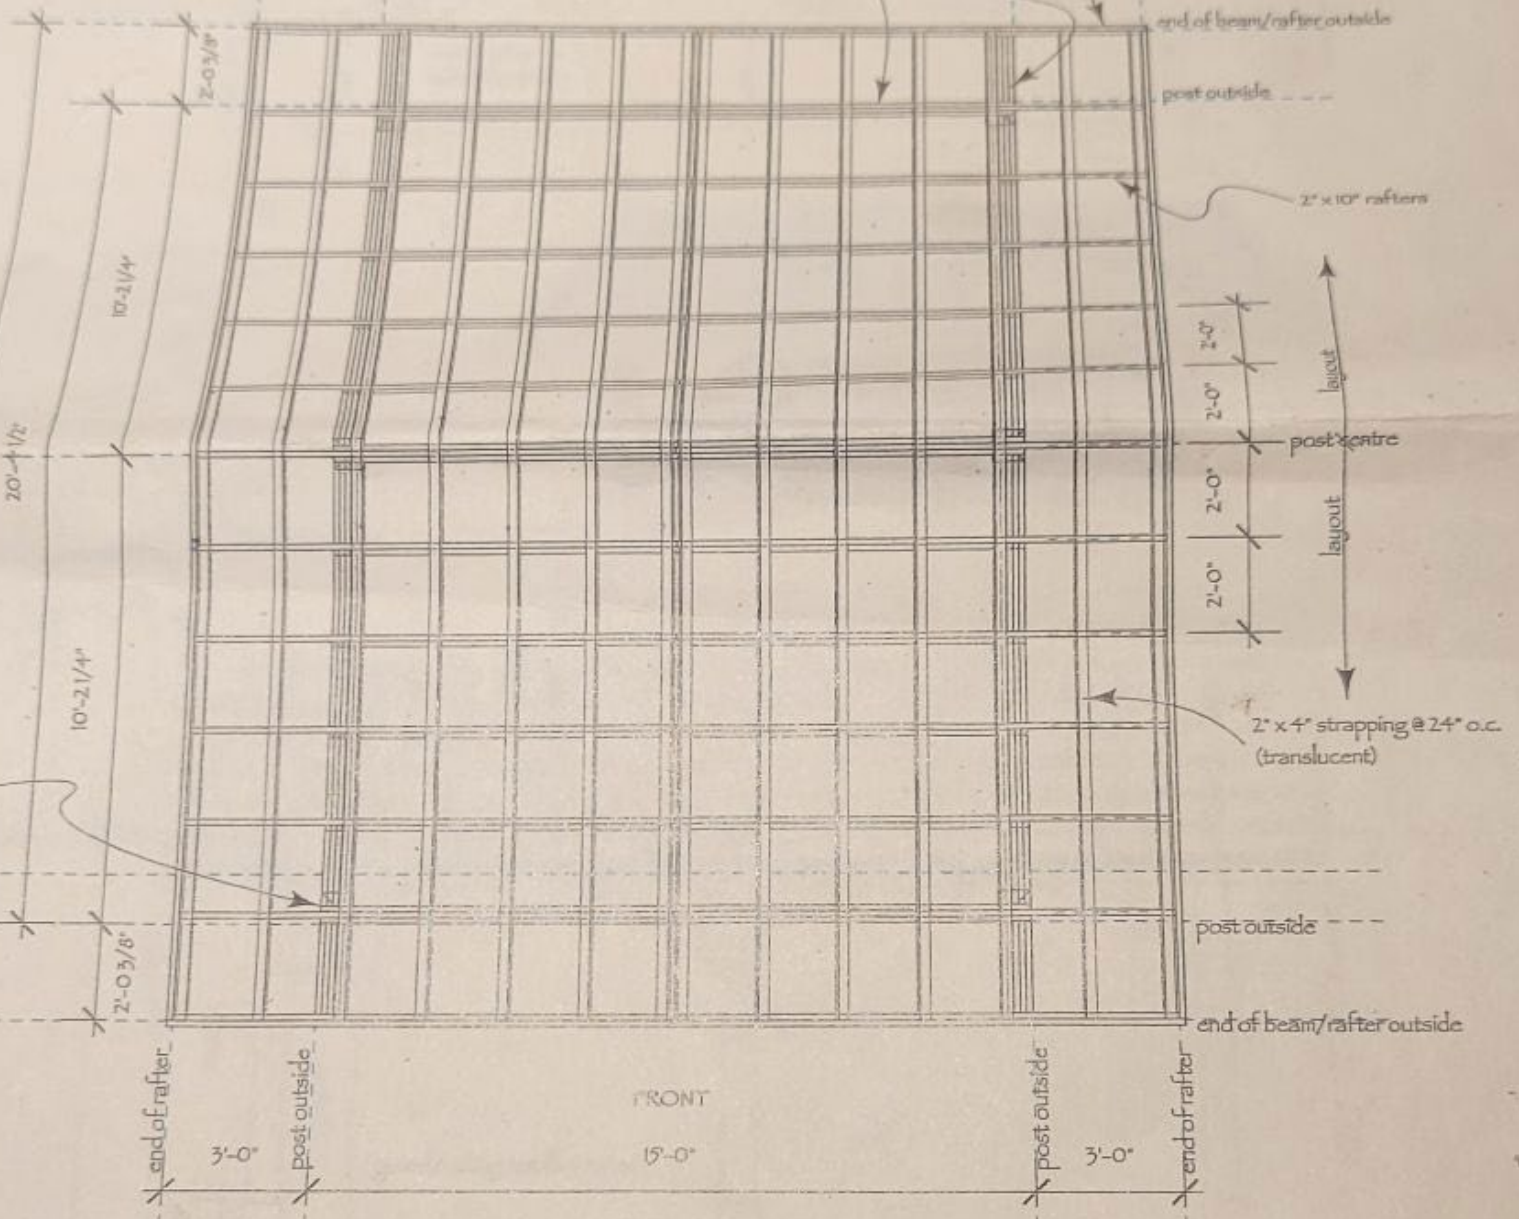 end of beam/rafter outside
2'-0 3/8"
post outside
2" x 10" rafters
10'-2 1/4"
2'-0"
layout
2'-0"
post centre
20'-4 1/2"
2'-0"
layout
2'-0"
10'-2 1/4"
2" x 4" strapping @ 24" o.c.
(translucent)
post outside
2'-0 3/8"
end of beam/rafter outside
end of rafter
post outside
FRONT
post outside
end of rafter
3'-0"
15'-0"
3'-0"